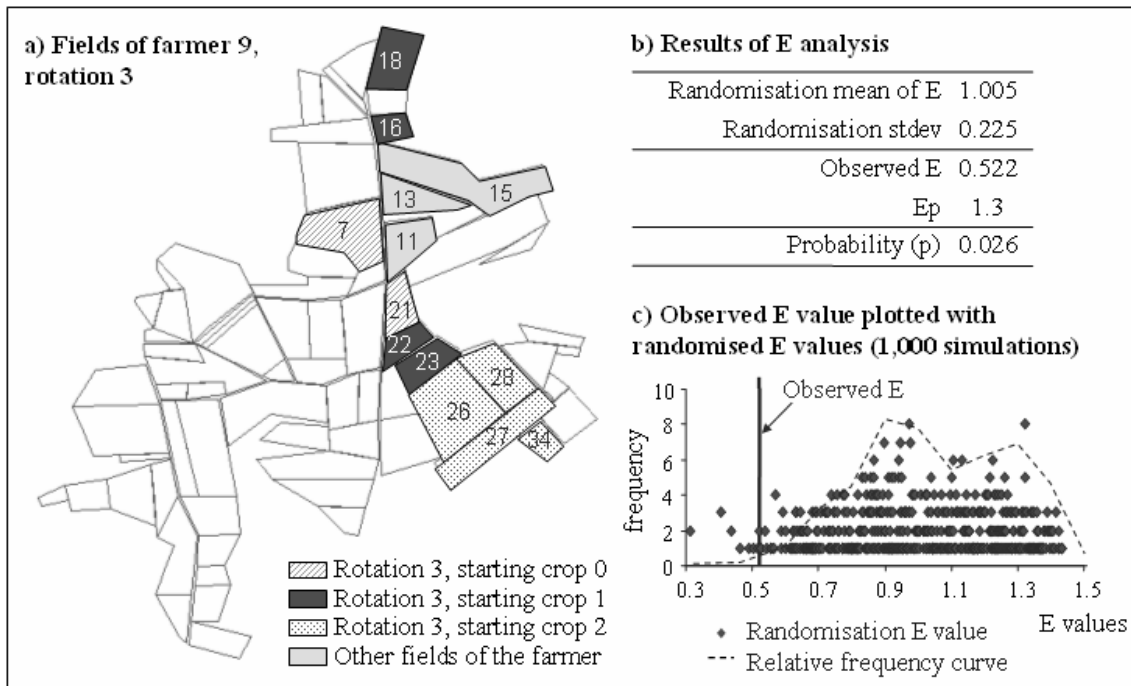 a) Fields of farmer 9,
rotation 3
18
16
15
13
7
11
21
22
23
28
26
27
34
Rotation 3, starting crop 0
Rotation 3, starting crop 1
Rotation 3, starting crop 2
Other fields of the farmer
b) Results of E analysis
Randomisation mean of E 1.005
Randomisation stdev 0.225
Observed E 0.522
Ep 1.3
Probability (p) 0.026
c) Observed E value plotted with
randomised E values (1,000 simulations)
Observed E
frequency
10
8
6
4
2
0
0.3 0.5 0.7 0.9 1.1 1.3 1.5
E values
Randomisation E value
Relative frequency curve